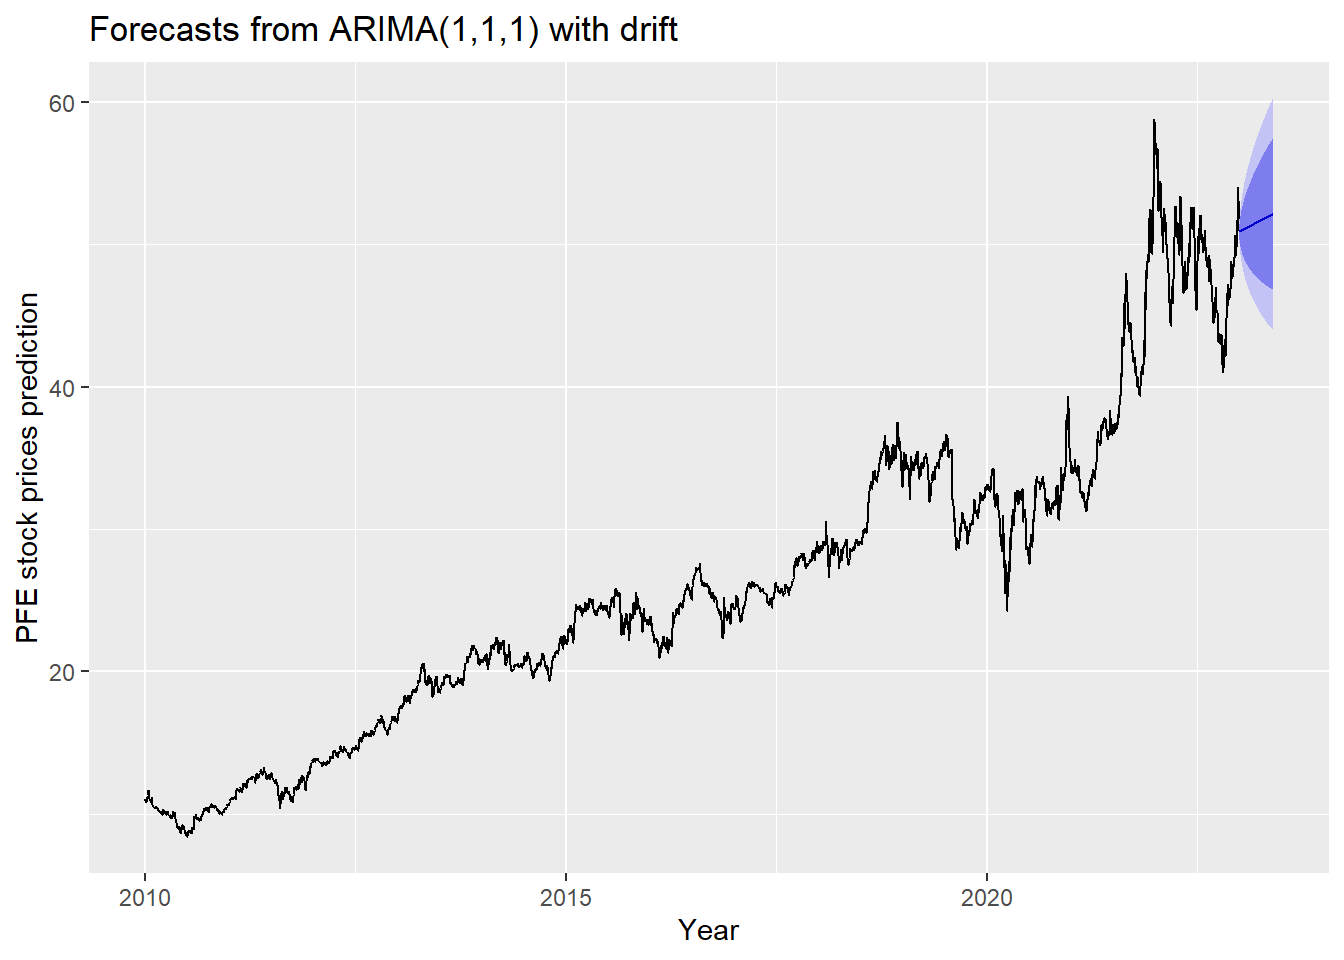 Forecasts from ARIMA(1,1,1) with drift
60
40
20
PFE stock prices prediction
2010
2015
2020
Year